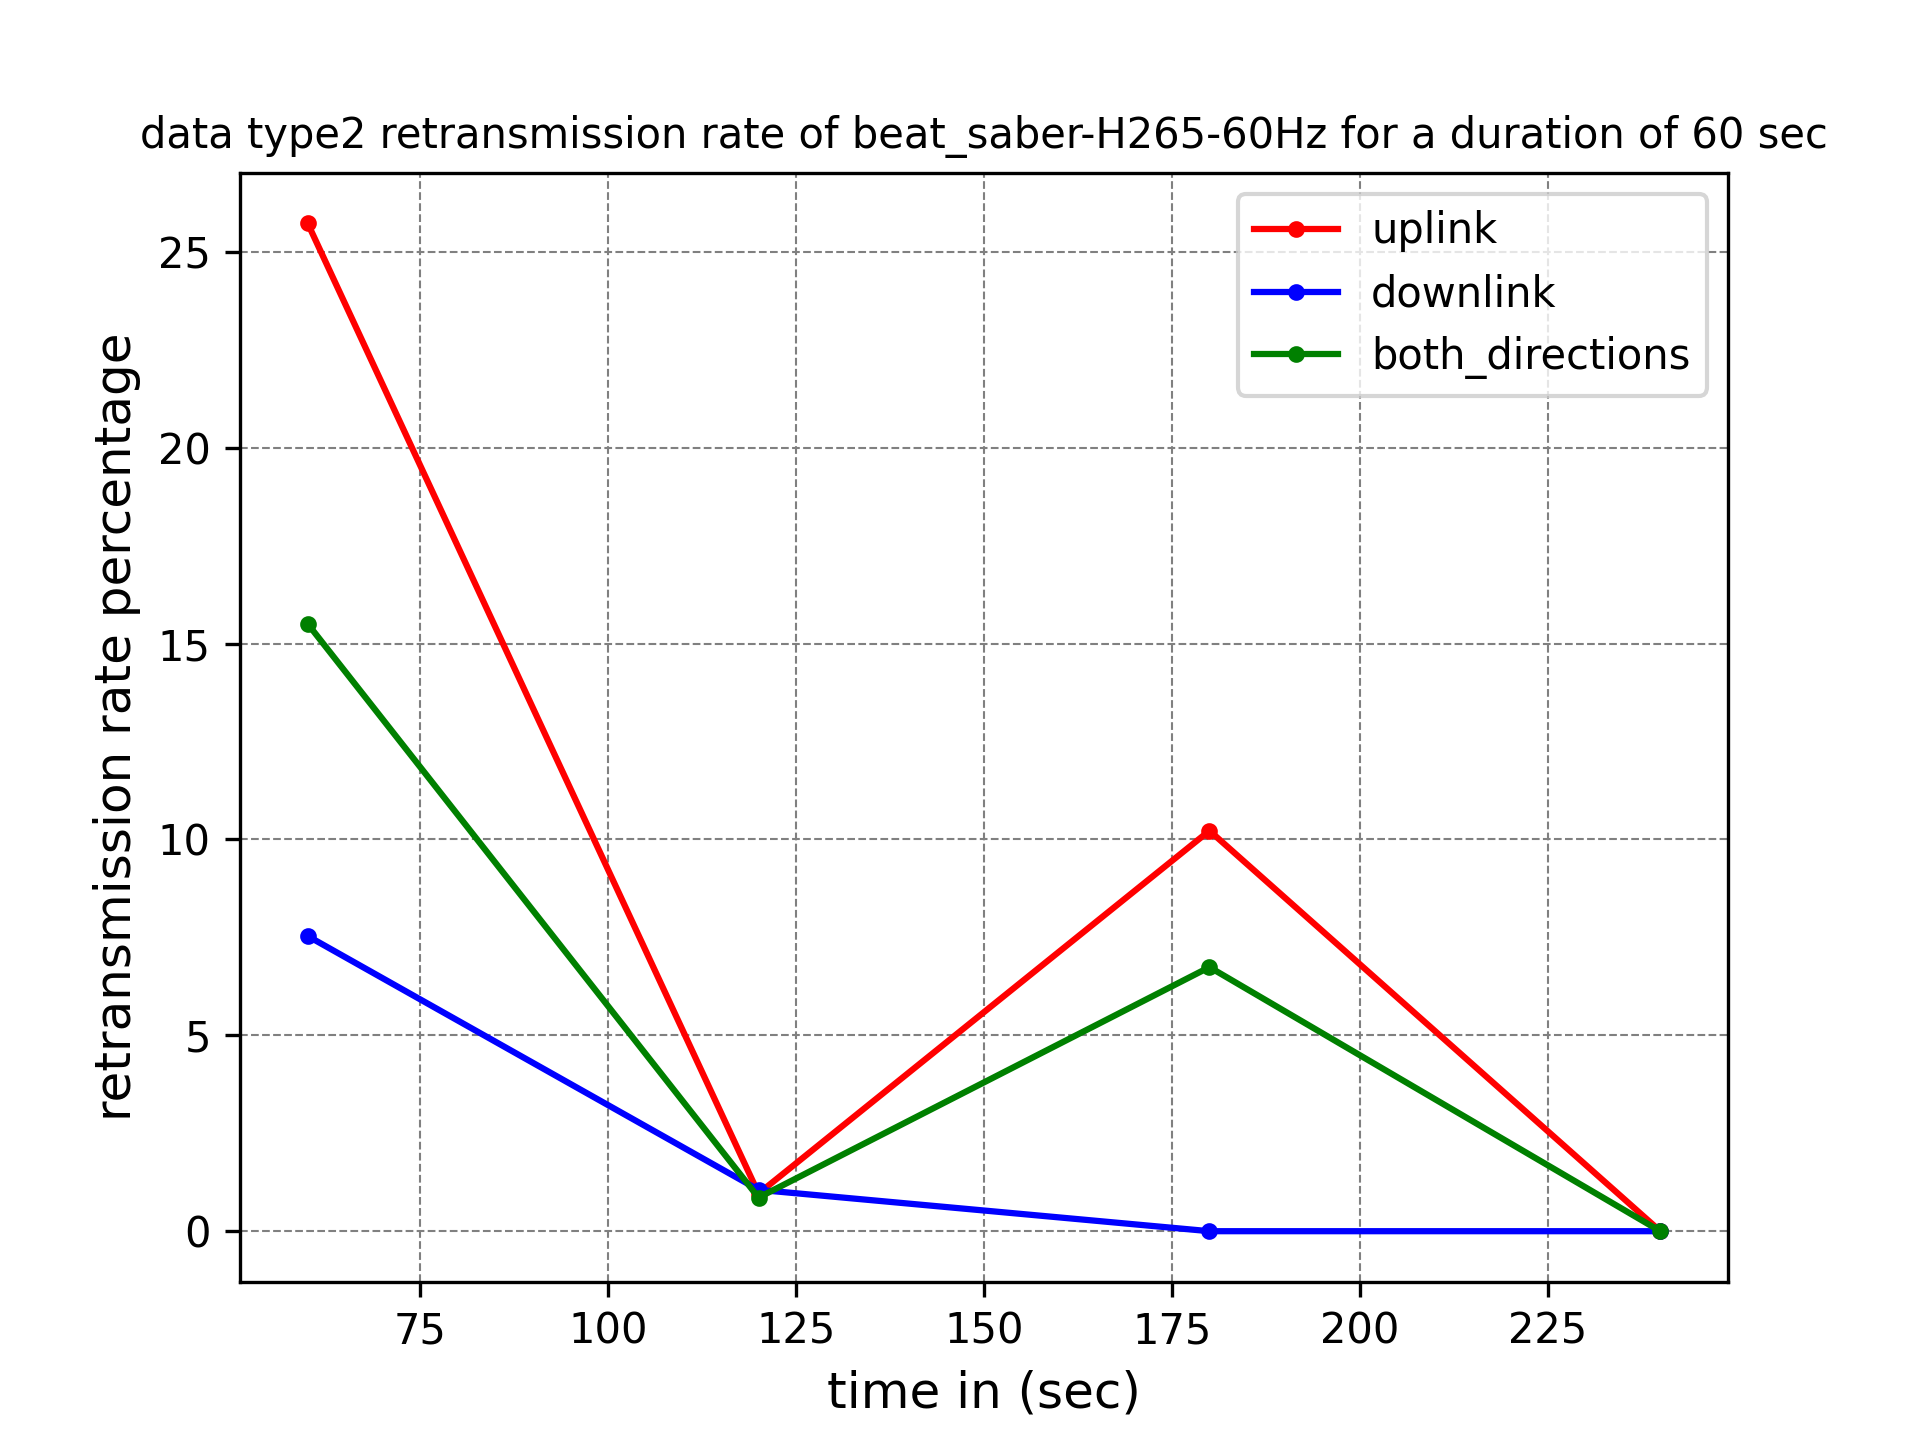 data type2 retransmission rate of beat_saber-H265-60Hz for a duration of 60 sec
uplink
downlink
both_directions
retransmission rate percentage
25
20
15
10
5
0
75 100 125 150 175 200 225
time in (sec)